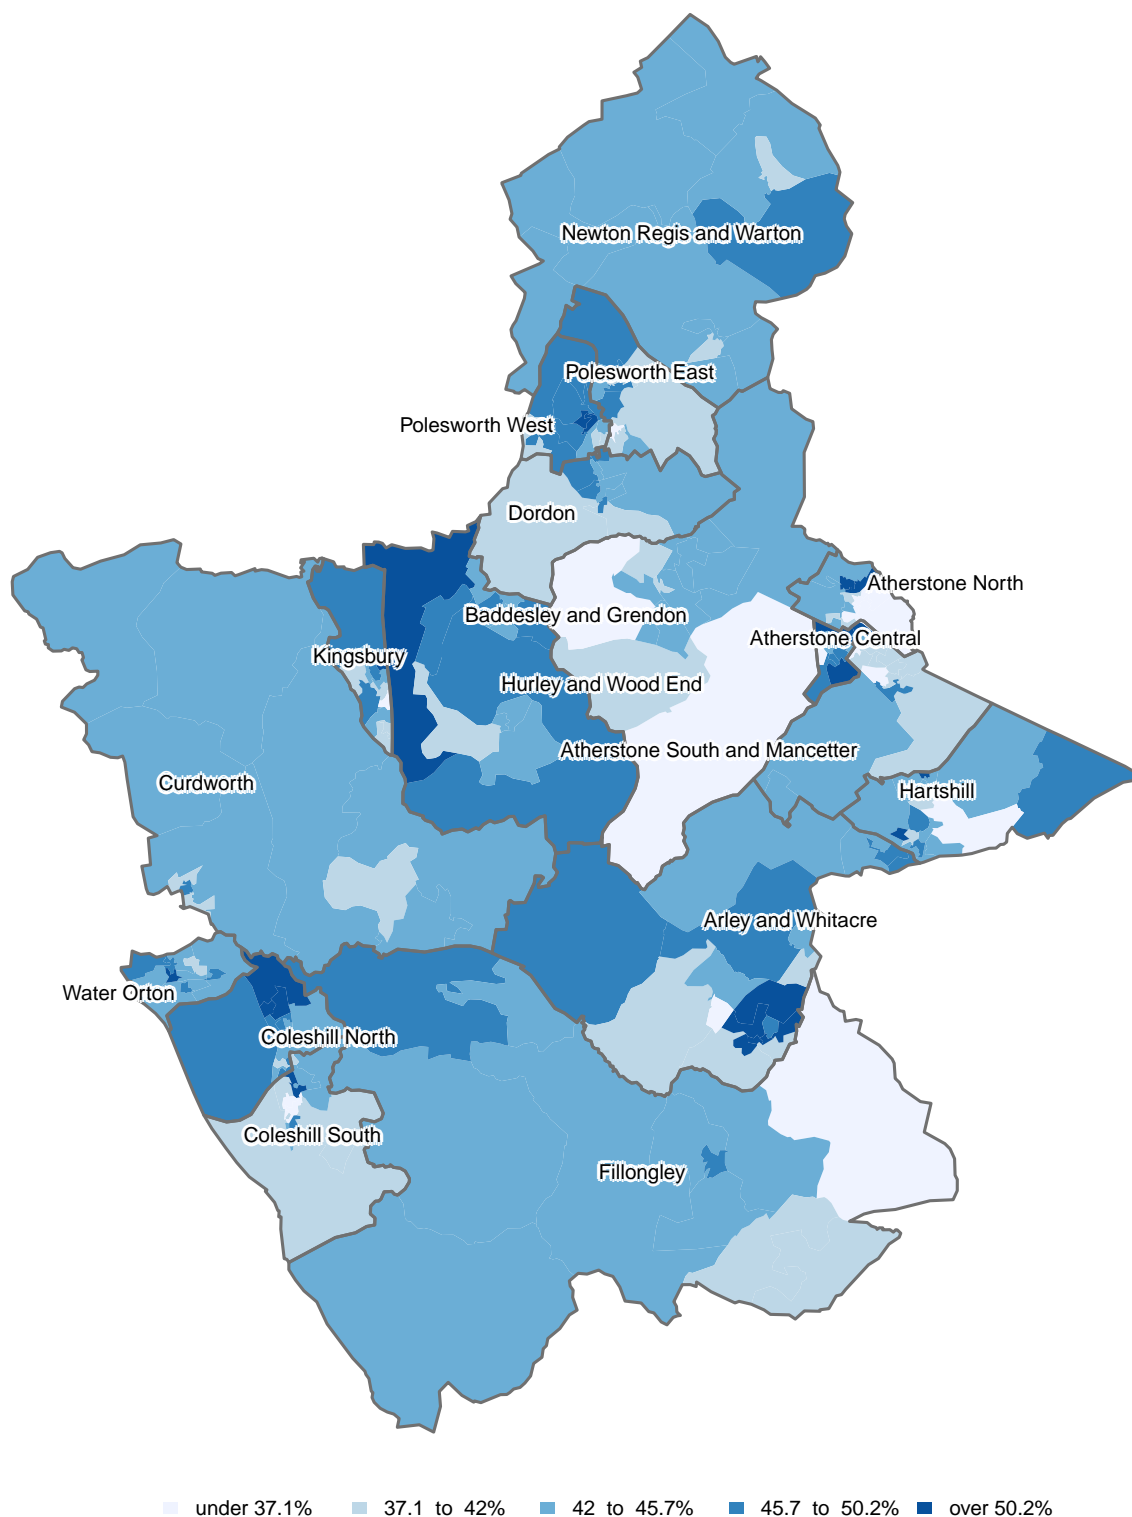 Newton Regis and Warton
Polesworth East
Polesworth West
Dordon
Atherstone North
Baddesley and Grendon
Atherstone Central
Kingsbury
Hurley and Wood End
Atherstone South and Mancetter
Curdworth
Hartshill
Arley and Whitacre
Water Orton
Coleshill North
Coleshill South
Fillongley
under 37.1% 37.1 to 42% 42 to 45.7% 45.7 to 50.2% over 50.2%